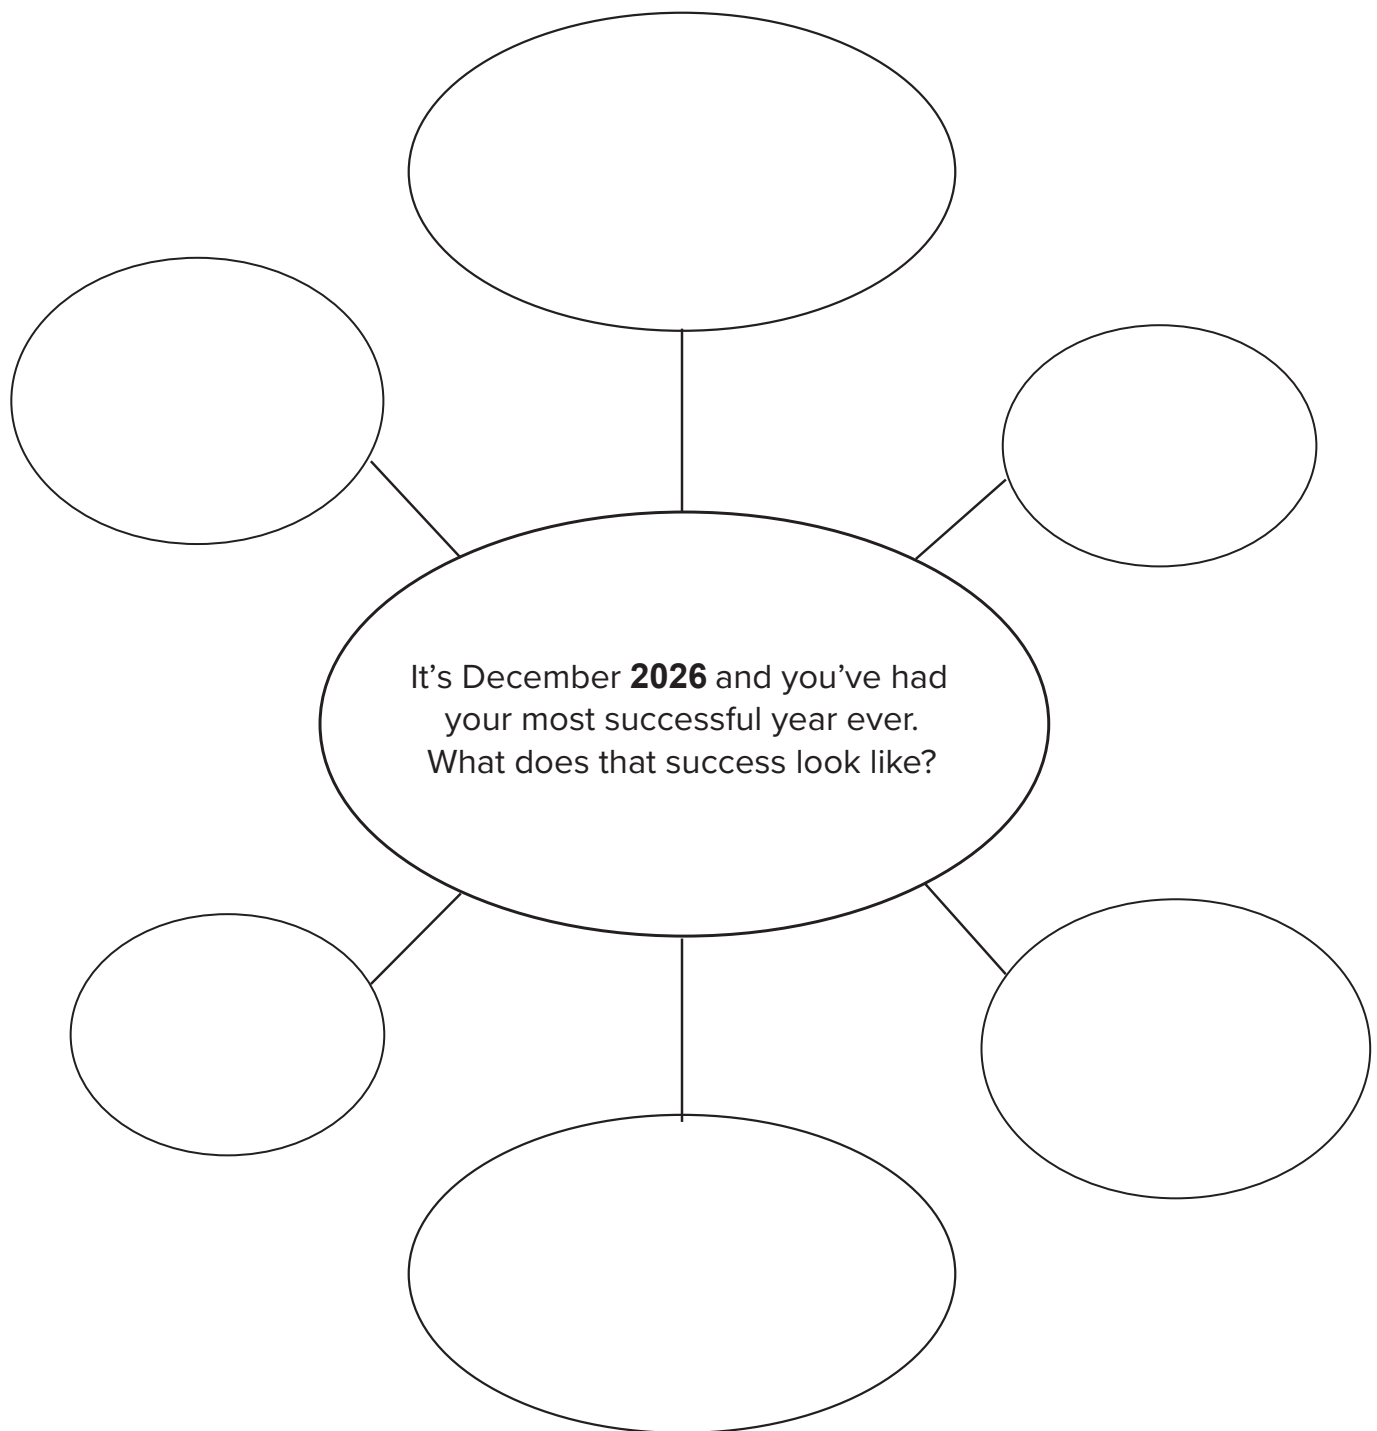 It’s December 2026 and you’ve had
your most successful year ever.
What does that success look like?